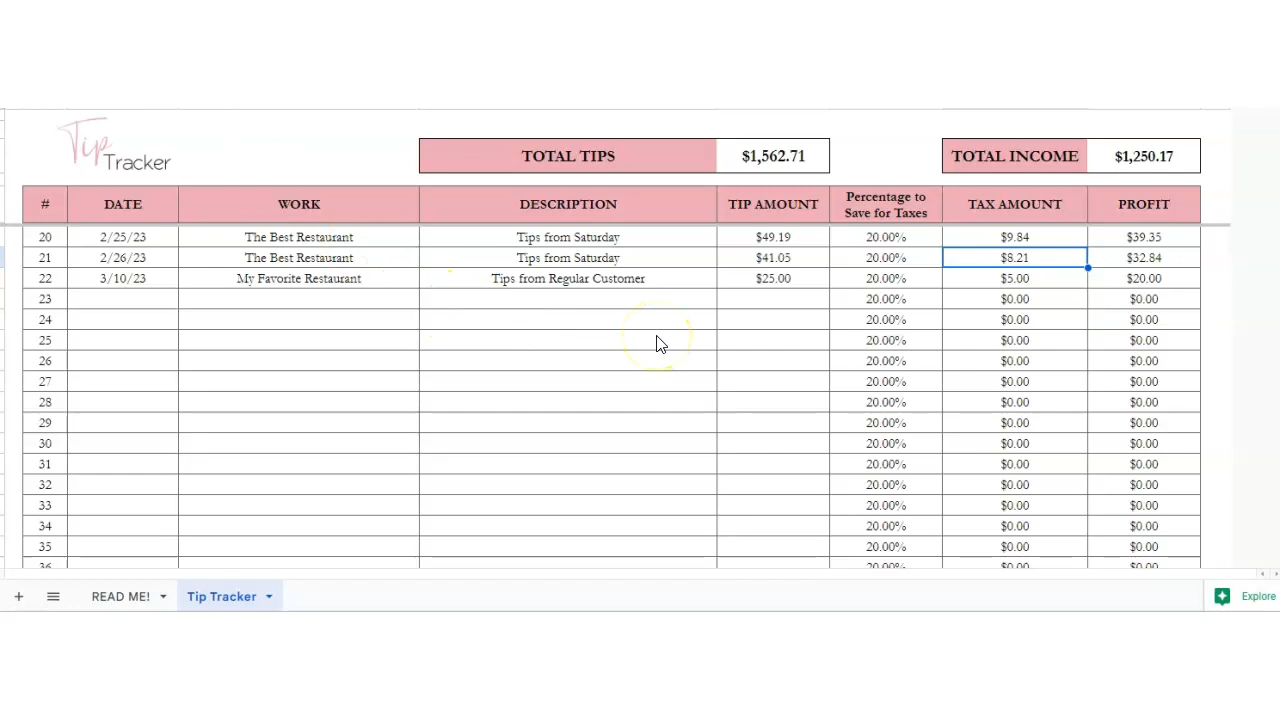 Tip
Tracker
TOTAL TIPS $1,562.71 TOTAL INCOME $1,250.17
# DATE WORK DESCRIPTION TIP AMOUNT Percentage to Save for Taxes TAX AMOUNT PROFIT
20 2/25/23 The Best Restaurant Tips from Saturday $49.19 20.00% $9.84 $39.35
21 2/26/23 The Best Restaurant Tips from Saturday $41.05 20.00% $8.21 $32.84
22 3/10/23 My Favorite Restaurant Tips from Regular Customer $25.00 20.00% $5.00 $20.00
23 20.00% $0.00 $0.00
24 20.00% $0.00 $0.00
25 20.00% $0.00 $0.00
26 20.00% $0.00 $0.00
27 20.00% $0.00 $0.00
28 20.00% $0.00 $0.00
29 20.00% $0.00 $0.00
30 20.00% $0.00 $0.00
31 20.00% $0.00 $0.00
32 20.00% $0.00 $0.00
33 20.00% $0.00 $0.00
34 20.00% $0.00 $0.00
35 20.00% $0.00 $0.00
36 20.00% $0.00 $0.00
READ ME! Tip Tracker Explore